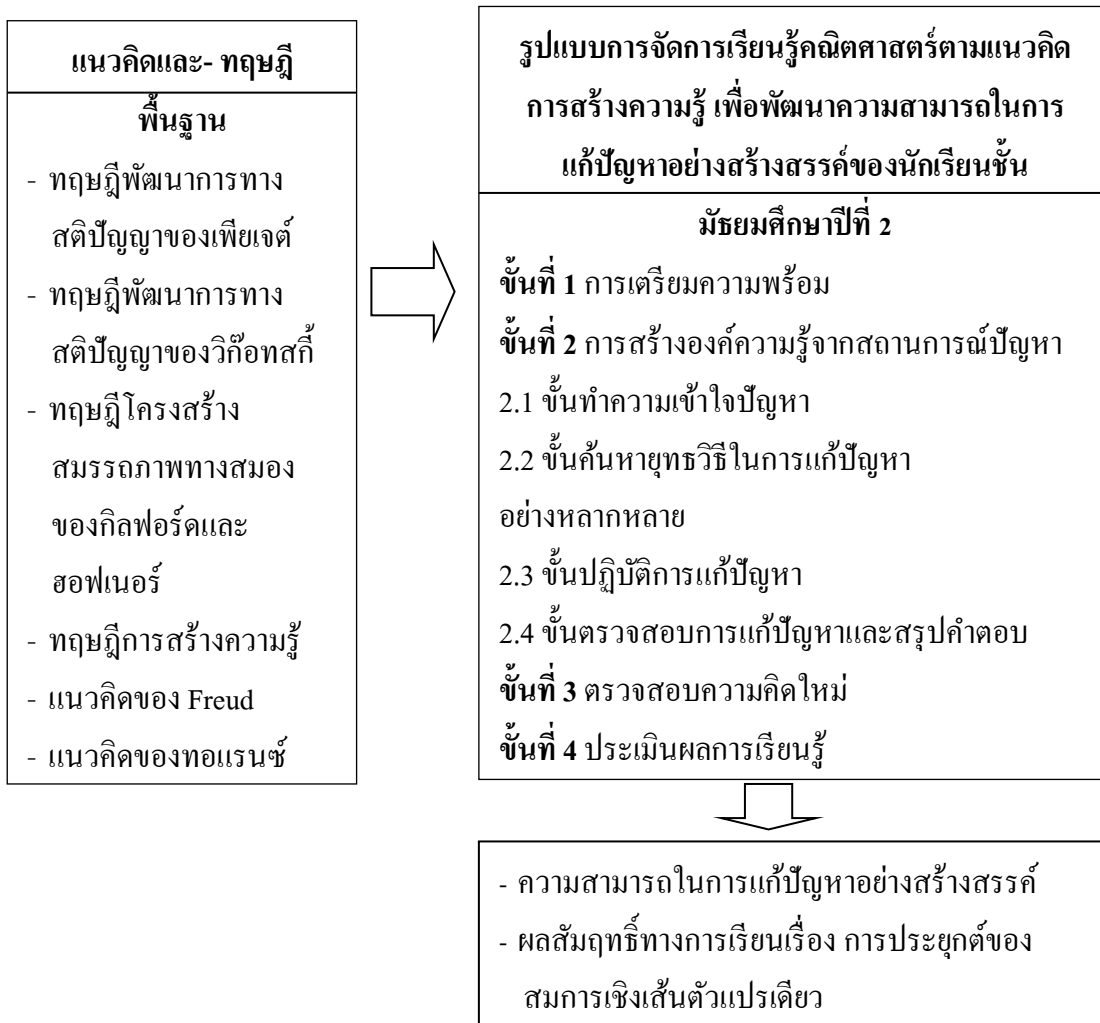 แนวคิดและ- ทฤษฎี
พื้นฐาน
- ทฤษฎีพัฒนาการทาง
สติปัญญาของเพียเจต์
- ทฤษฎีพัฒนาการทาง
สติปัญญาของวิก๊อทสกี้
- ทฤษฎีโครงสร้าง
สมรรถภาพทางสมอง
ของกิลฟอร์ดและ
ฮอฟเนอร์
- ทฤษฎีการสร้างความรู้
- แนวคิดของ Freud
- แนวคิดของทอแรนซ์
รูปแบบการจัดการเรียนรู้คณิตศาสตร์ตามแนวคิด
การสร้างความรู้ เพื่อพัฒนาความสามารถในการ
แก้ปัญหาอย่างสร้างสรรค์ของนักเรียนชั้น
มัธยมศึกษาปีที่ 2
ขั้นที่ 1 การเตรียมความพร้อม
ขั้นที่ 2 การสร้างองค์ความรู้จากสถานการณ์ปัญหา
2.1 ขั้นทำความเข้าใจปัญหา
2.2 ขั้นค้นหายุทธวิธีในการแก้ปัญหา
อย่างหลากหลาย
2.3 ขั้นปฏิบัติการแก้ปัญหา
2.4 ขั้นตรวจสอบการแก้ปัญหาและสรุปคำตอบ
ขั้นที่ 3 ตรวจสอบความคิดใหม่
ขั้นที่ 4 ประเมินผลการเรียนรู้
- ความสามารถในการแก้ปัญหาอย่างสร้างสรรค์
- ผลสัมฤทธิ์ทางการเรียนเรื่อง การประยุกต์ของ
สมการเชิงเส้นตัวแปรเดียว